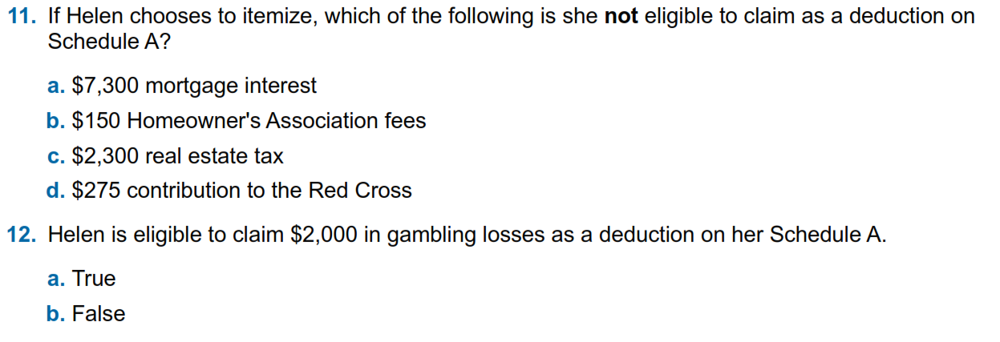 11. If Helen chooses to itemize, which of the following is she not eligible to claim as a deduction on
Schedule A?
a. $7,300 mortgage interest
b. $150 Homeowner's Association fees
c. $2,300 real estate tax
d. $275 contribution to the Red Cross
12. Helen is eligible to claim $2,000 in gambling losses as a deduction on her Schedule A.
a. True
b. False